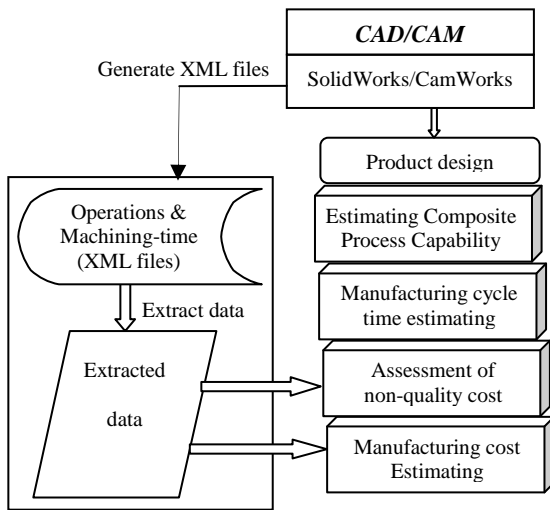 CAD/CAM
Generate XML files
SolidWorks/CamWorks
Product design
Operations &
Machining-time
(XML files)
Estimating Composite
Process Capability
Extract data
Manufacturing cycle
time estimating
Extracted
data
Assessment of
non-quality cost
Manufacturing cost
Estimating